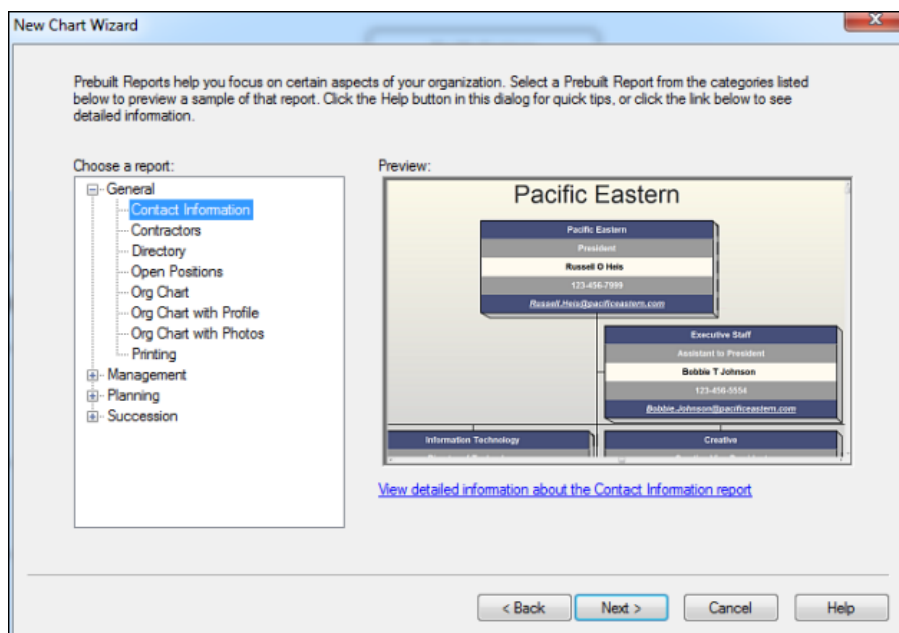 New Chart Wizard
Prebuilt Reports help you focus on certain aspects of your organization. Select a Prebuilt Report from the categories listed
below to preview a sample of that report. Click the Help button in this dialog for quick tips, or click the link below to see
detailed information.
Choose a report:
General
Contact Information
Contractors
Directory
Open Positions
Org Chart
Org Chart with Profile
Org Chart with Photos
Printing
Management
Planning
Succession
Preview:
Pacific Eastern
Pacific Eastern
President
Russell O Heis
123-456-7999
Russell.Heis@pacificeastern.com
Executive Staff
Assistant to President
Bobbie T Johnson
123-456-5554
Bobbie.Johnson@pacificeastern.com
Information Technology
Creative
View detailed information about the Contact Information report
< Back
Next >
Cancel
Help